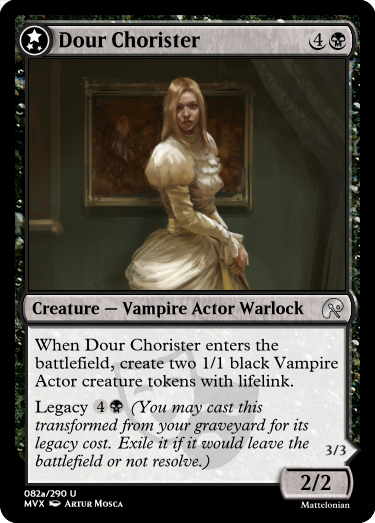 Dour Chorister 4
Creature — Vampire Actor Warlock
When Dour Chorister enters the
battlefield, create two 1/1 black Vampire
Actor creature tokens with lifelink.
Legacy 4 (You may cast this
transformed from your graveyard for its
legacy cost. Exile it if it would leave the
battlefield or not resolve.)
3/3
2/2
082a/290 U
MVX Artur Mosca
Mattelonian